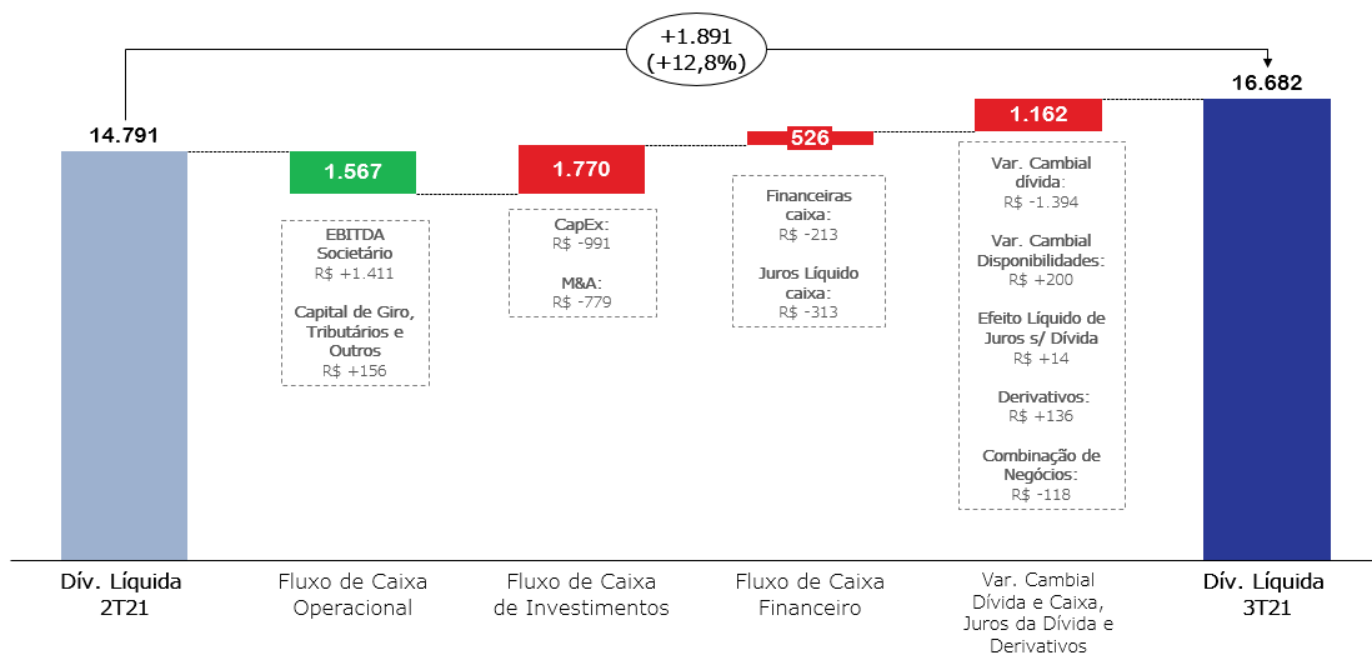 +1.891
(+12,8%)
14.791
1.567
1.770
526
1.162
16.682
EBITDA
Societário
R$ +1.411
Capital de Giro,
Tributários e
Outros
R$ +156
CapEx:
R$ -991
M&A:
R$ -779
Financeiras
caixa:
R$ -213
Juros Líquido
caixa:
R$ -313
Var. Cambial
dívida:
R$ -1.394
Var. Cambial
Disponibilidades:
R$ +200
Efeito Líquido de
Juros s/ Dívida
R$ +14
Derivativos:
R$ +136
Combinação de
Negócios:
R$ -118
Dív. Líquida
2T21
Fluxo de Caixa
Operacional
Fluxo de Caixa
de Investimentos
Fluxo de Caixa
Financeiro
Var. Cambial
Dívida e Caixa,
Juros da Dívida e
Derivativos
Dív. Líquida
3T21